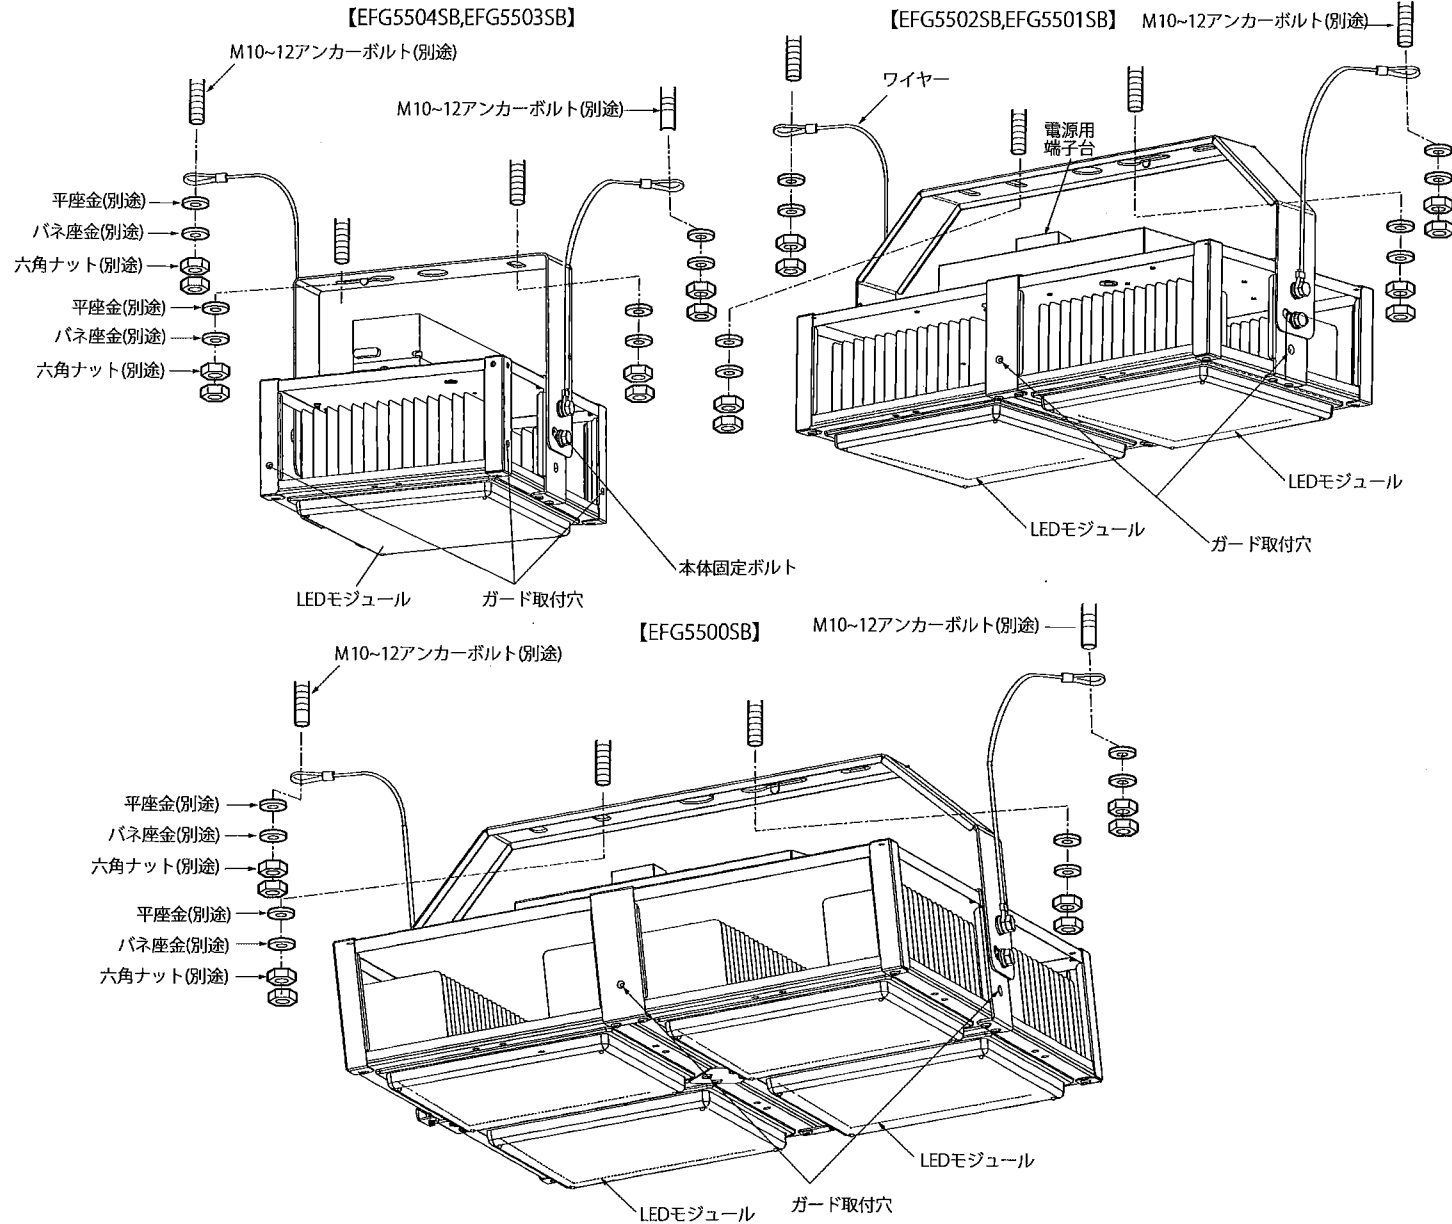 【EFG5504SB,EFG5503SB】
M10~12アンカーボルト(別途)
M10~12アンカーボルト(別途)
平座金(別途)
バネ座金(別途)
六角ナット(別途)
平座金(別途)
バネ座金(別途)
六角ナット(別途)
本体固定ボルト
LEDモジュール
ガード取付穴
【EFG5502SB,EFG5501SB】
M10~12アンカーボルト(別途)
ワイヤー
電源用
端子台
LEDモジュール
LEDモジュール
ガード取付穴
【EFG5500SB】
M10~12アンカーボルト(別途)
M10~12アンカーボルト(別途)
平座金(別途)
バネ座金(別途)
六角ナット(別途)
平座金(別途)
バネ座金(別途)
六角ナット(別途)
LEDモジュール
ガード取付穴
LEDモジュール